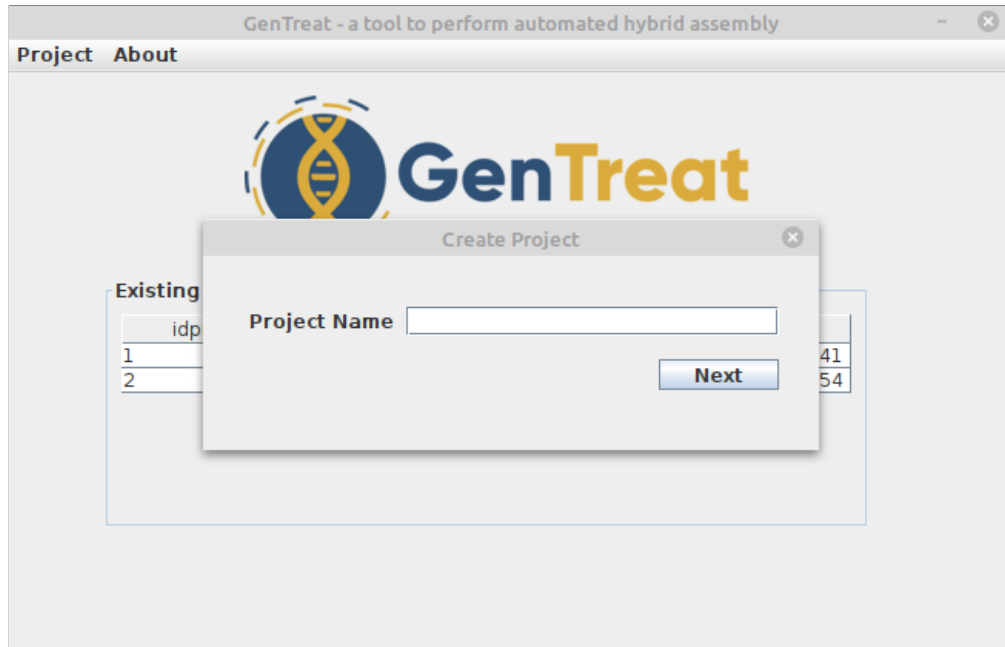 GenTreat - a tool to perform automated hybrid assembly
Project About
GenTreat
Create Project
Existing
idp
Project Name
1 41
2 54
Next